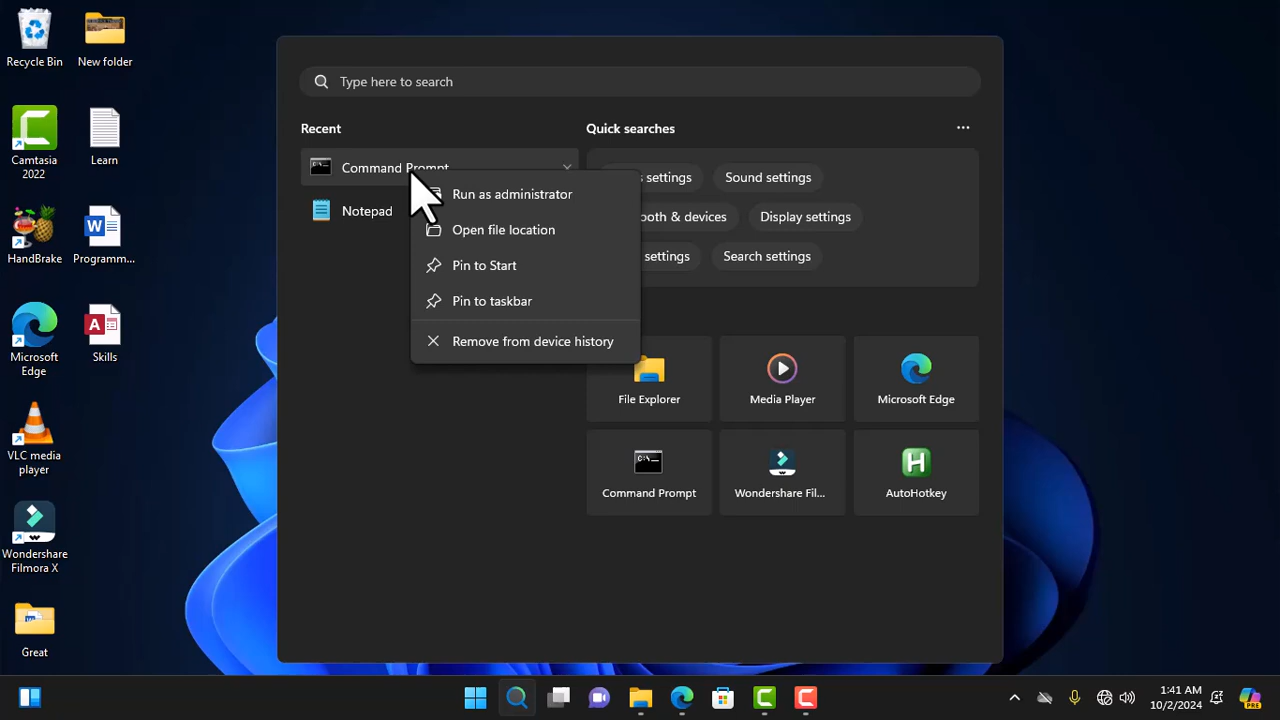 Recycle Bin
New folder
Camtasia
2022
Learn
HandBrake
Programm...
Microsoft
Edge
Skills
VLC media
player
Wondershare
Filmora X
Great
Type here to search
Recent
Command Prompt
Notepad
Run as administrator
Open file location
Pin to Start
Pin to taskbar
Remove from device history
Quick searches
settings
Sound settings
& devices
Display settings
settings
Search settings
File Explorer
Media Player
Microsoft Edge
Command Prompt
Wondershare Fil...
AutoHotkey
1:41 AM
10/2/2024
PRE